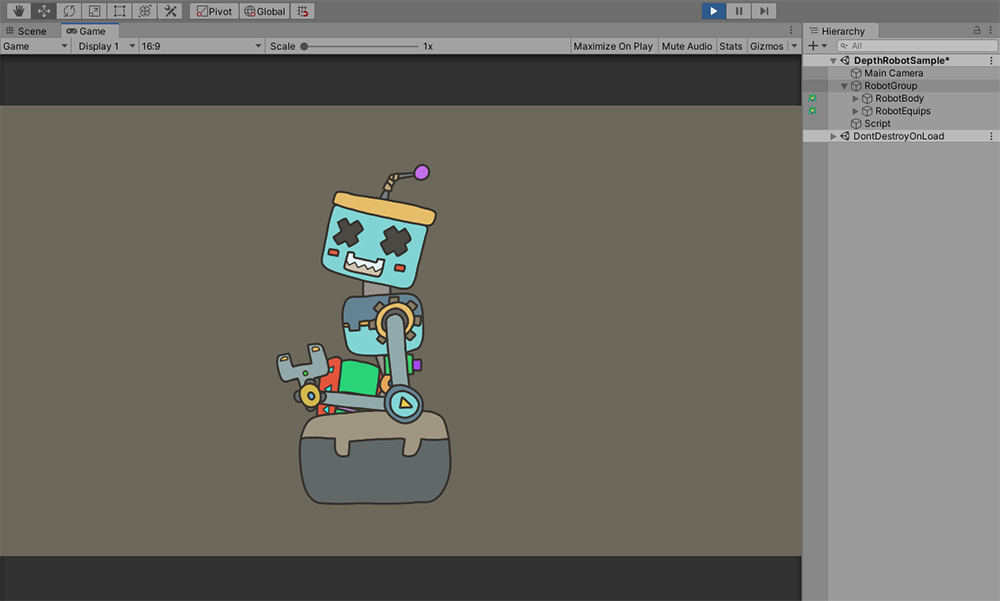 Pivot Global
Scene Game
Game Display 1 16:9 Scale 1x Maximize On Play Mute Audio Stats Gizmos
Hierarchy
All
DepthRobotSample*
Main Camera
RobotGroup
RobotBody
RobotEquips
Script
DontDestroyOnLoad